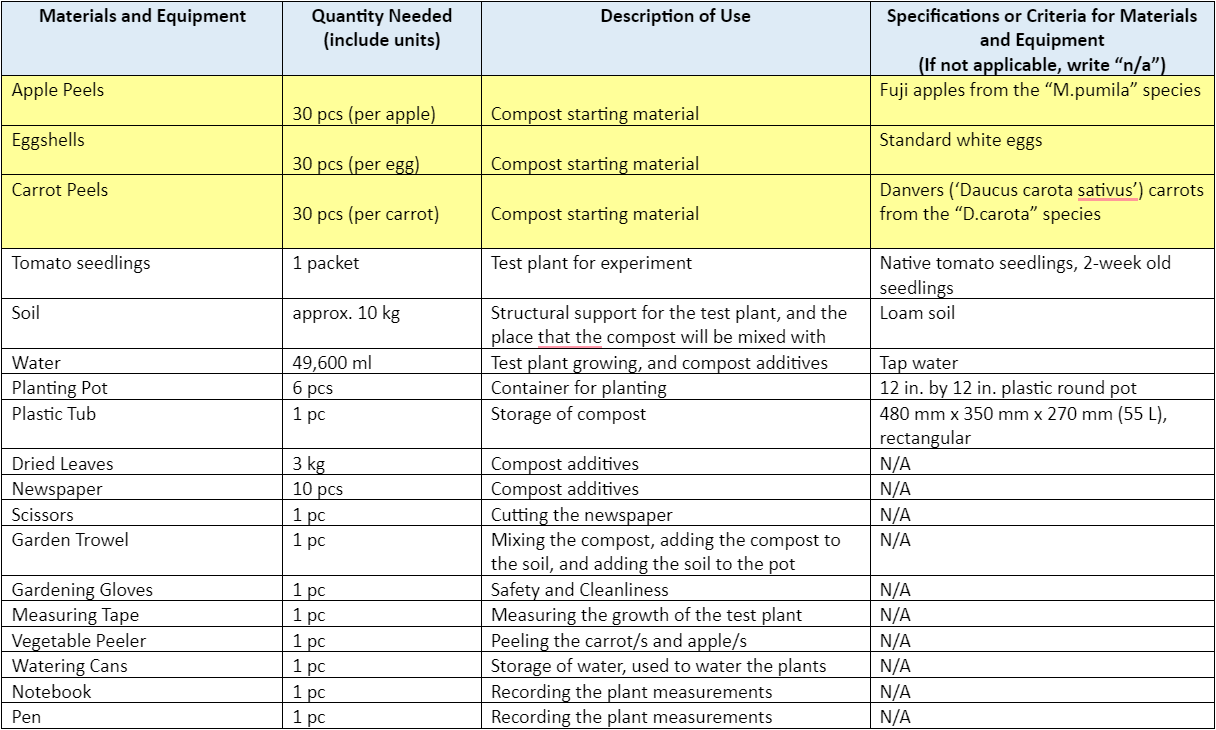 Materials and Equipment
Quantity Needed
(include units)
Description of Use
Specifications or Criteria for Materials
and Equipment
(If not applicable, write “n/a”)
Apple Peels
30 pcs (per apple)
Compost starting material
Fuji apples from the “M.pumila” species
Eggshells
30 pcs (per egg)
Compost starting material
Standard white eggs
Carrot Peels
30 pcs (per carrot)
Compost starting material
Danvers (‘Daucus carota sativus’) carrots
from the “D.carota” species
Tomato seedlings
1 packet
Test plant for experiment
Native tomato seedlings, 2-week old
seedlings
Soil
approx. 10 kg
Structural support for the test plant, and the
place that the compost will be mixed with
Loam soil
Water
49,600 ml
Test plant growing, and compost additives
Tap water
Planting Pot
6 pcs
Container for planting
12 in. by 12 in. plastic round pot
Plastic Tub
1 pc
Storage of compost
480 mm x 350 mm x 270 mm (55 L),
rectangular
Dried Leaves
3 kg
Compost additives
N/A
Newspaper
10 pcs
Compost additives
N/A
Scissors
1 pc
Cutting the newspaper
N/A
Garden Trowel
1 pc
Mixing the compost, adding the compost to
the soil, and adding the soil to the pot
N/A
Gardening Gloves
1 pc
Safety and Cleanliness
N/A
Measuring Tape
1 pc
Measuring the growth of the test plant
N/A
Vegetable Peeler
1 pc
Peeling the carrot/s and apple/s
N/A
Watering Cans
1 pc
Storage of water, used to water the plants
N/A
Notebook
1 pc
Recording the plant measurements
N/A
Pen
1 pc
Recording the plant measurements
N/A